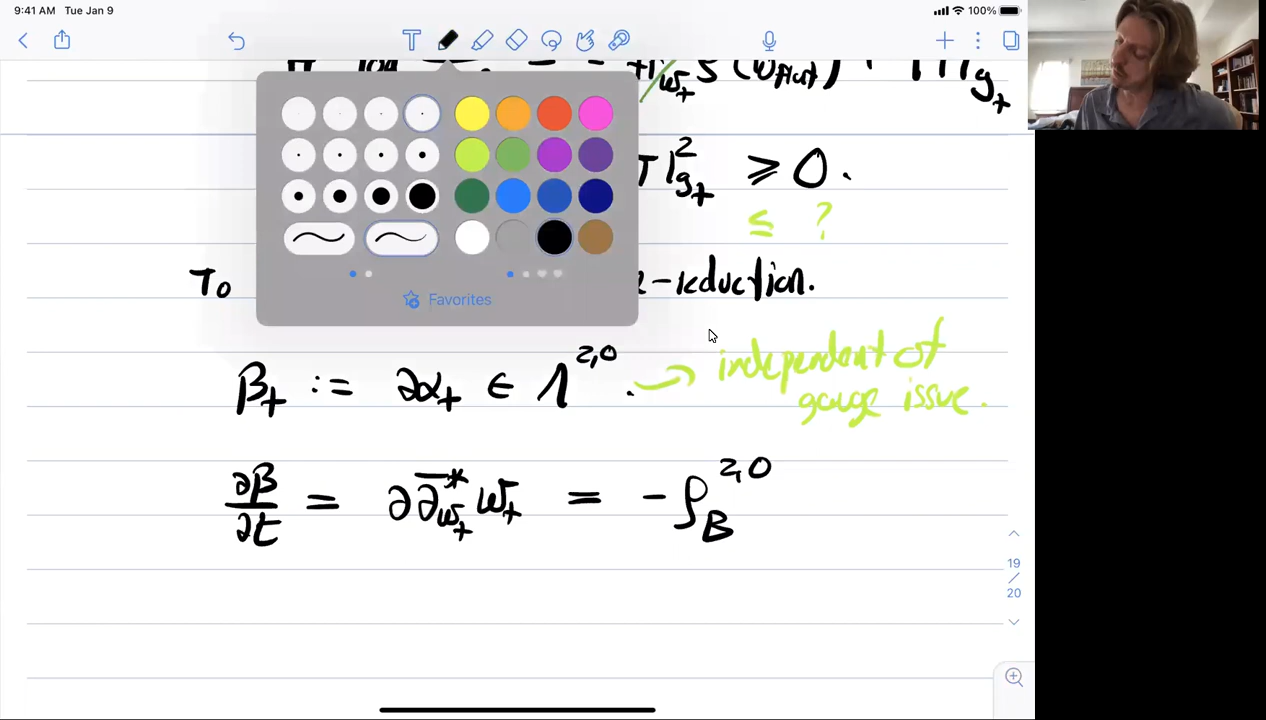 9:41 AM Tue Jan 9
100%
T
|²g₊ ≥ 0.
≤ ?
To
Favorites
β₊ := ∂α₊ ∈ Λ²,⁰.
independent of
gauge issue.
∂β/∂t = ∂∂̄*ω₊ ω₊ = -ρB²,⁰
19
/
20